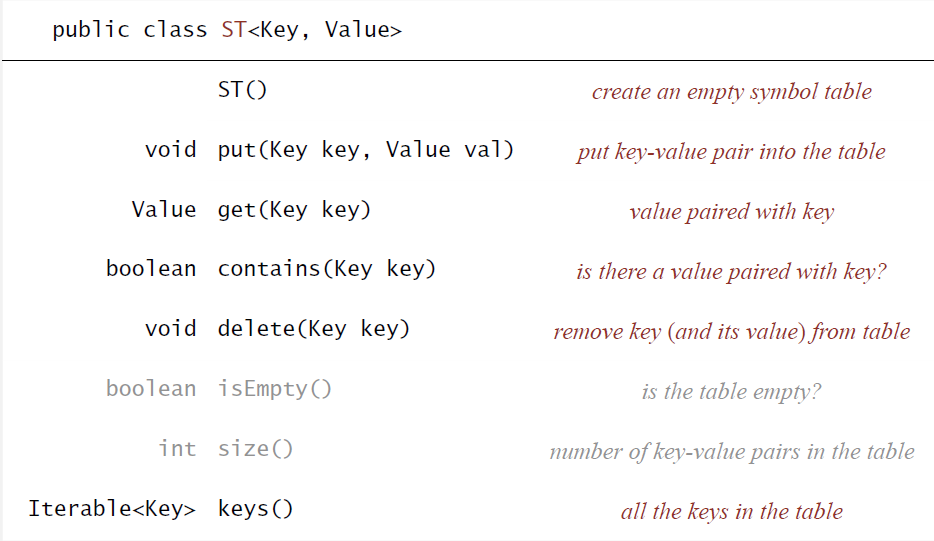 public class ST<Key, Value>
ST() create an empty symbol table
void put(Key key, Value val) put key-value pair into the table
Value get(Key key) value paired with key
boolean contains(Key key) is there a value paired with key?
void delete(Key key) remove key (and its value) from table
boolean isEmpty() is the table empty?
int size() number of key-value pairs in the table
Iterable<Key> keys() all the keys in the table